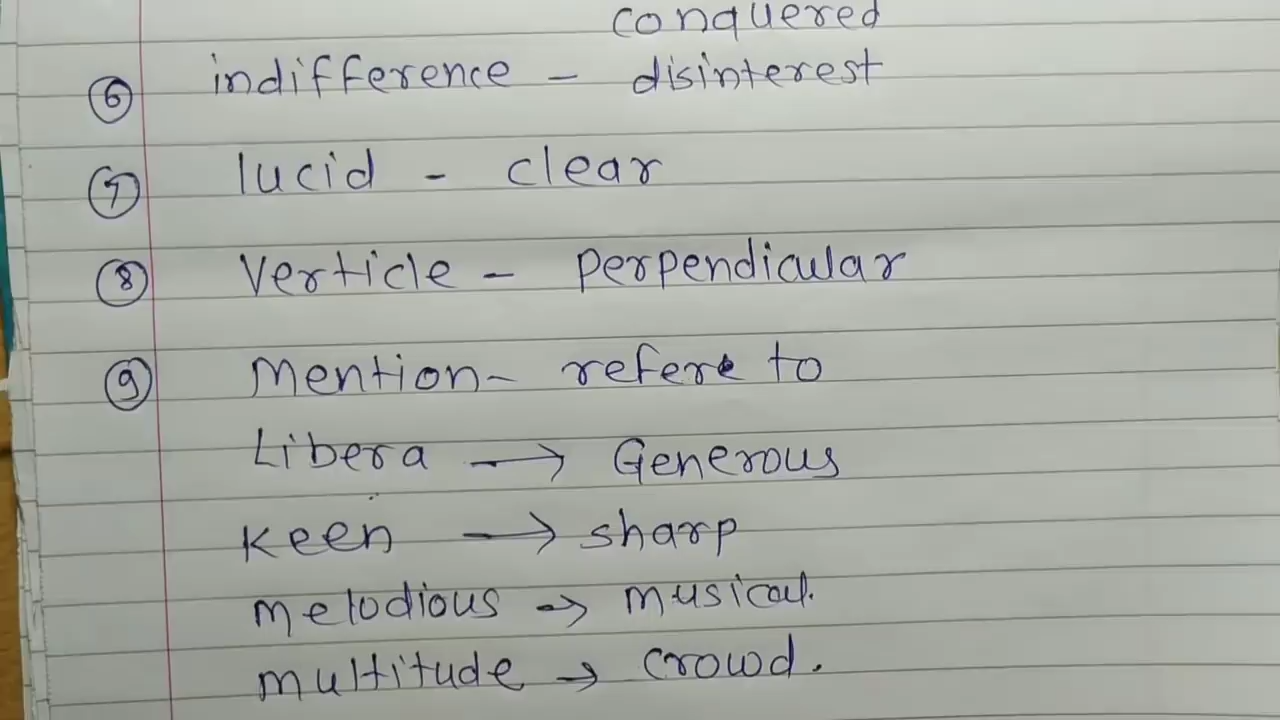 conquered
⑥ indifference - disinterest
⑦ lucid - clear
⑧ Verticle - Perpendicular
⑨ Mention - refere to
Libera → Generous
Keen → sharp
Melodious → musical.
Multitude → crowd.